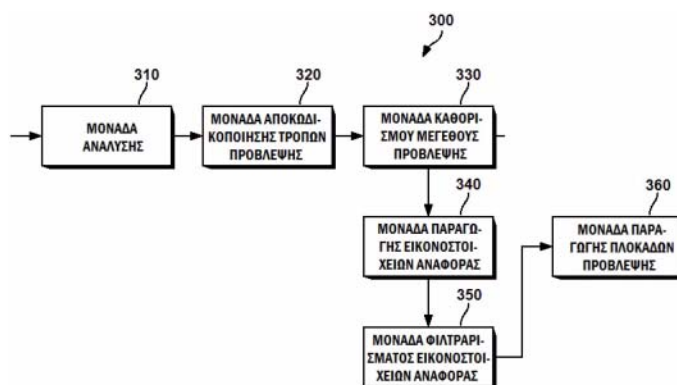 300
310
320
330
ΜΟΝΑΔΑ
ΑΝΑΛΥΣΗΣ
ΜΟΝΑΔΑ ΑΠΟΚΩΔΙ-
ΚΟΠΟΙΗΣΗΣ ΤΡΟΠΩΝ
ΠΡΟΒΛΕΨΗΣ
ΜΟΝΑΔΑ ΚΑΘΟΡΙ-
ΣΜΟΥ ΜΕΓΕΘΟΥΣ
ΠΡΟΒΛΕΨΗΣ
340
360
ΜΟΝΑΔΑ ΠΑΡΑΓΩ-
ΓΗΣ ΕΙΚΟΝΟΣΤΟΙ-
ΧΕΙΩΝ ΑΝΑΦΟΡΑΣ
ΜΟΝΑΔΑ ΠΑΡΑ-
ΓΩΓΗΣ ΠΛΟΚΑΔΩΝ
ΠΡΟΒΛΕΨΗΣ
350
ΜΟΝΑΔΑ ΦΙΛΤΡΑΡΙ-
ΣΜΑΤΟΣ ΕΙΚΟΝΟΣΤΟΙ-
ΧΕΙΩΝ ΑΝΑΦΟΡΑΣ